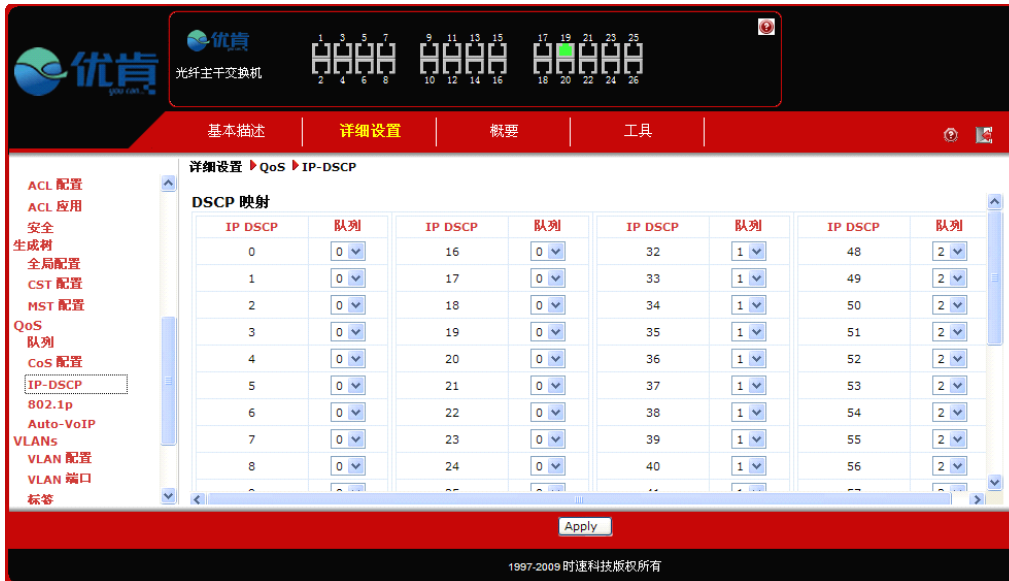 优肯
you can.
优肯
光纤主干交换机
1 3 5 7 9 11 13 15 17 19 21 23 25
2 4 6 8 10 12 14 16 18 20 22 24 26
基本描述 详细设置 概要 工具
详细设置 QoS IP-DSCP
ACL 配置
ACL 应用
安全
生成树
全局配置
CST 配置
MST 配置
QoS
队列
CoS 配置
IP-DSCP
802.1p
Auto-VoIP
VLANs
VLAN 配置
VLAN 端口
标签
DSCP 映射
IP DSCP 队列 IP DSCP 队列 IP DSCP 队列 IP DSCP 队列
0 0 16 0 32 1 48 2
1 0 17 0 33 1 49 2
2 0 18 0 34 1 50 2
3 0 19 0 35 1 51 2
4 0 20 0 36 1 52 2
5 0 21 0 37 1 53 2
6 0 22 0 38 1 54 2
7 0 23 0 39 1 55 2
8 0 24 0 40 1 56 2
Apply
1997-2009 时速科技版权所有